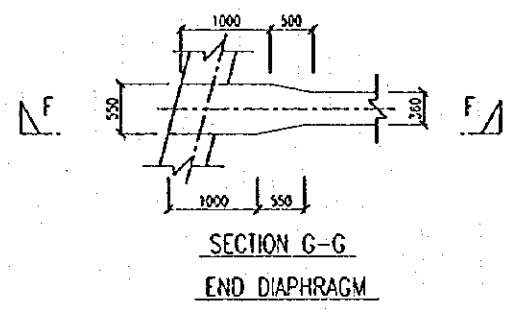 1000 500
550
F
360
F
1000 550
SECTION G-G
END DIAPHRAGM